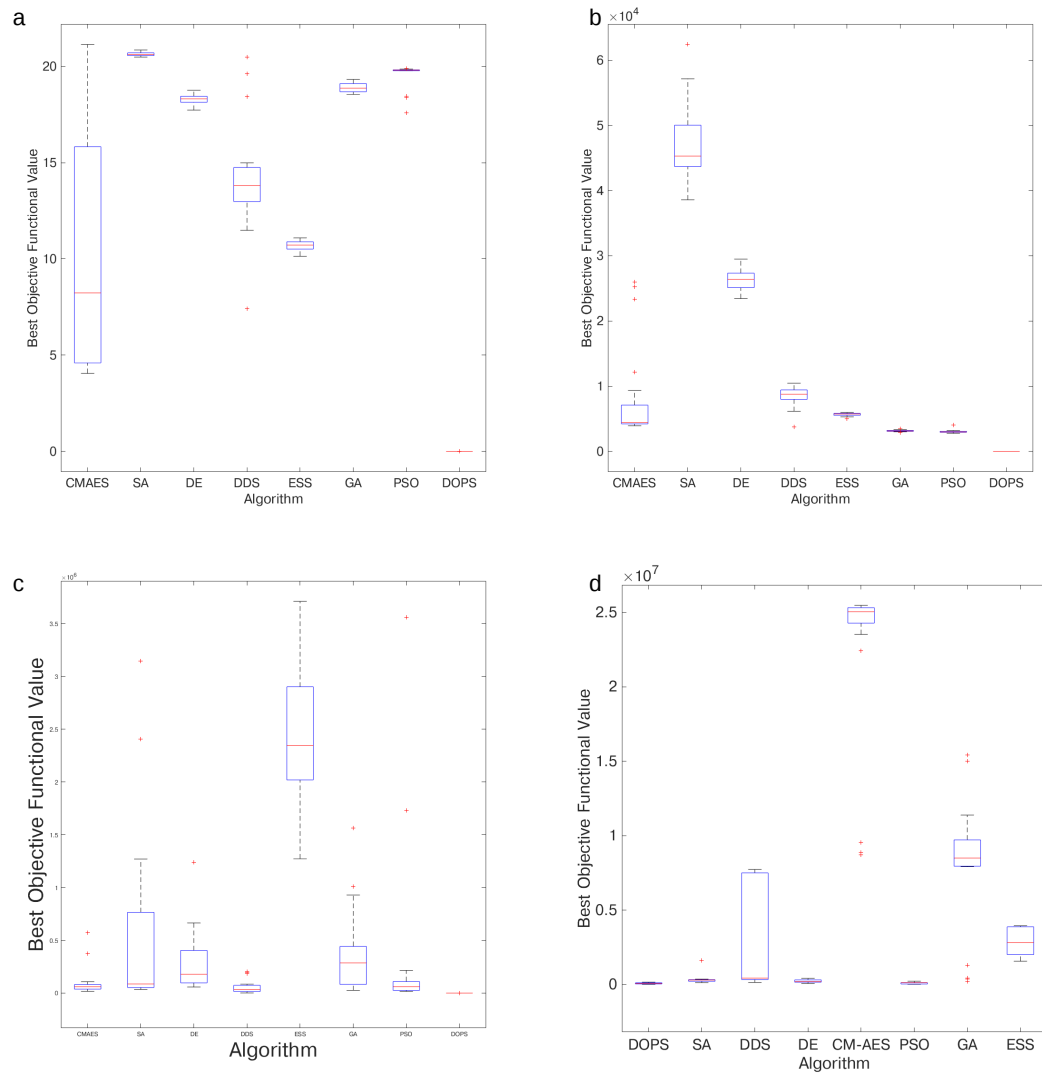 a
20
15
10
5
0
Best Objective Functional Value
CMAES SA DE DDS ESS GA PSO DOPS
Algorithm
b
×10⁴
6
5
4
3
2
1
0
Best Objective Functional Value
CMAES SA DE DDS ESS GA PSO DOPS
Algorithm
c
×10⁶
3.5
3
2.5
2
1.5
1
0.5
0
Best Objective Functional Value
CMAES SA DE DDS ESS GA PSO DOPS
Algorithm
d
×10⁷
2.5
2
1.5
1
0.5
0
Best Objective Functional Value
DOPS SA DDS DE CM-AES PSO GA ESS
Algorithm